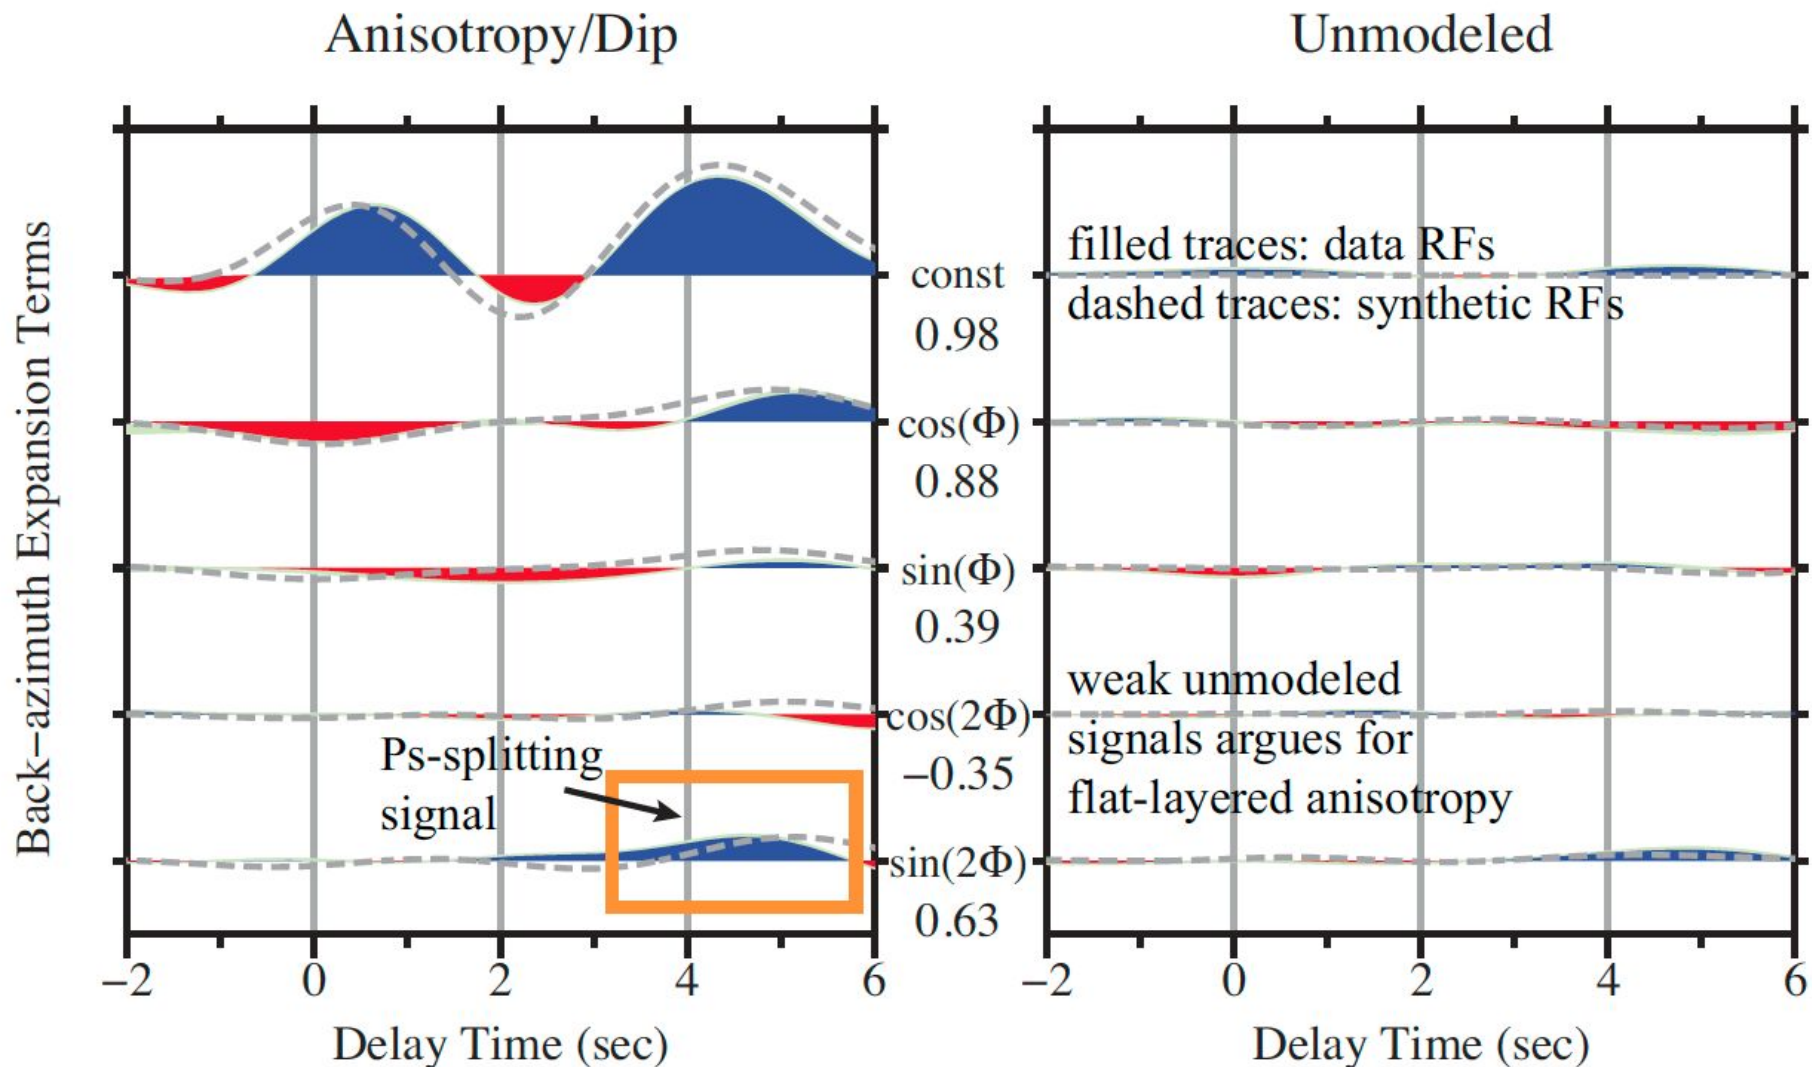 Anisotropy/Dip
Unmodeled
Back–azimuth Expansion Terms
const
0.98
cos(Φ)
0.88
sin(Φ)
0.39
cos(2Φ)
−0.35
sin(2Φ)
0.63
Ps-splitting
signal
filled traces: data RFs
dashed traces: synthetic RFs
weak unmodeled
signals argues for
flat-layered anisotropy
−2 0 2 4 6
−2 0 2 4 6
Delay Time (sec)
Delay Time (sec)